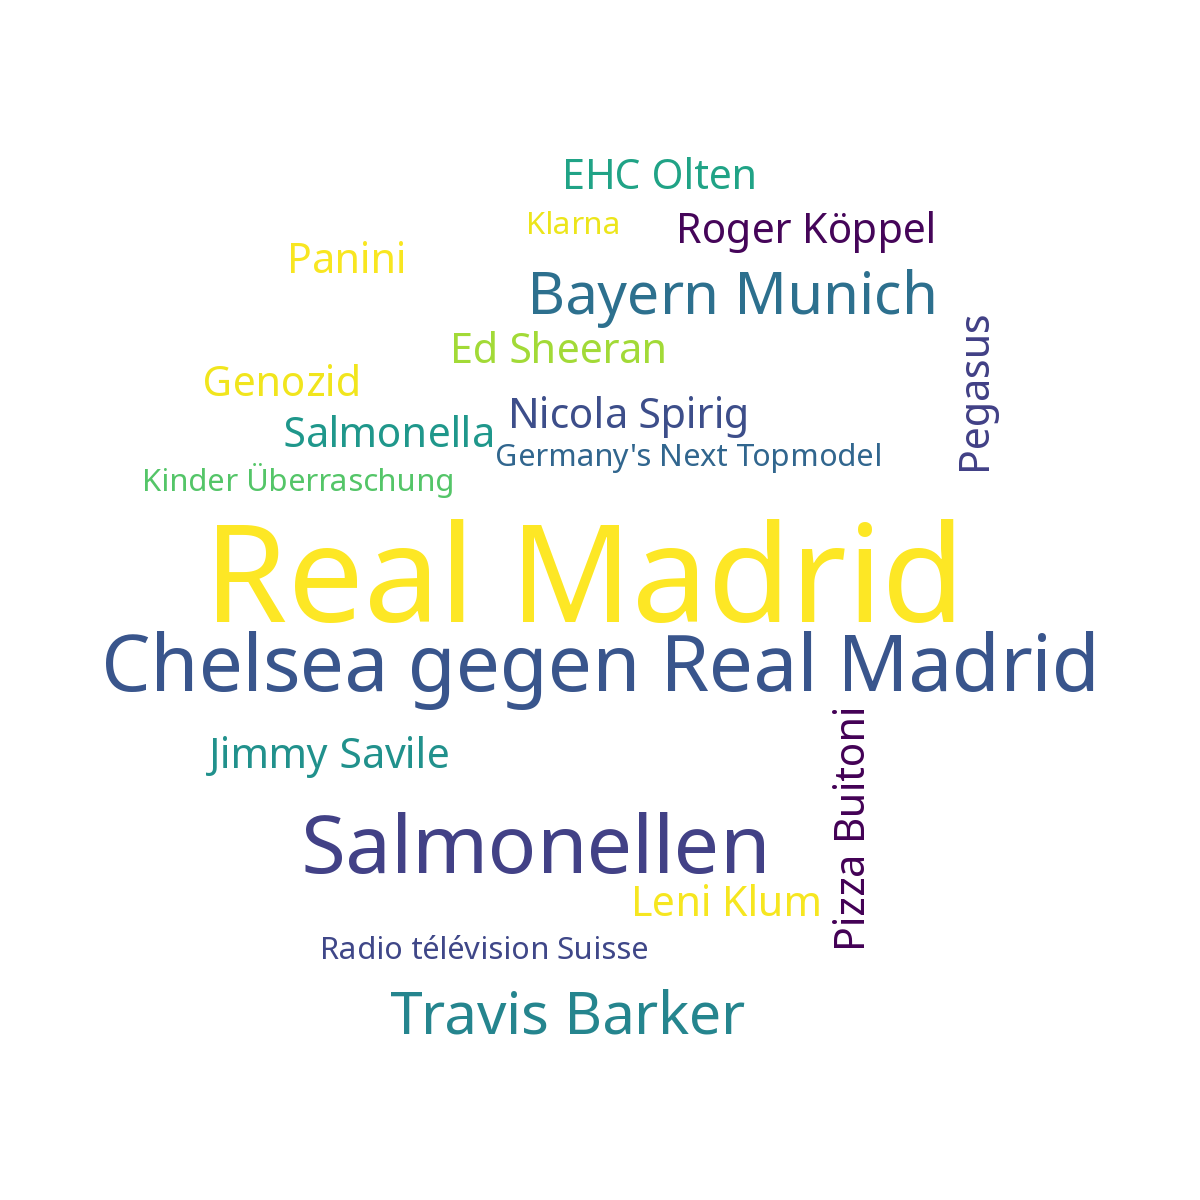 EHC Olten
Klarna
Roger Köppel
Panini
Bayern Munich
Pegasus
Ed Sheeran
Genozid
Nicola Spirig
Salmonella
Germany's Next Topmodel
Kinder Überraschung
Real Madrid
Chelsea gegen Real Madrid
Jimmy Savile
Pizza Buitoni
Salmonellen
Leni Klum
Radio télévision Suisse
Travis Barker